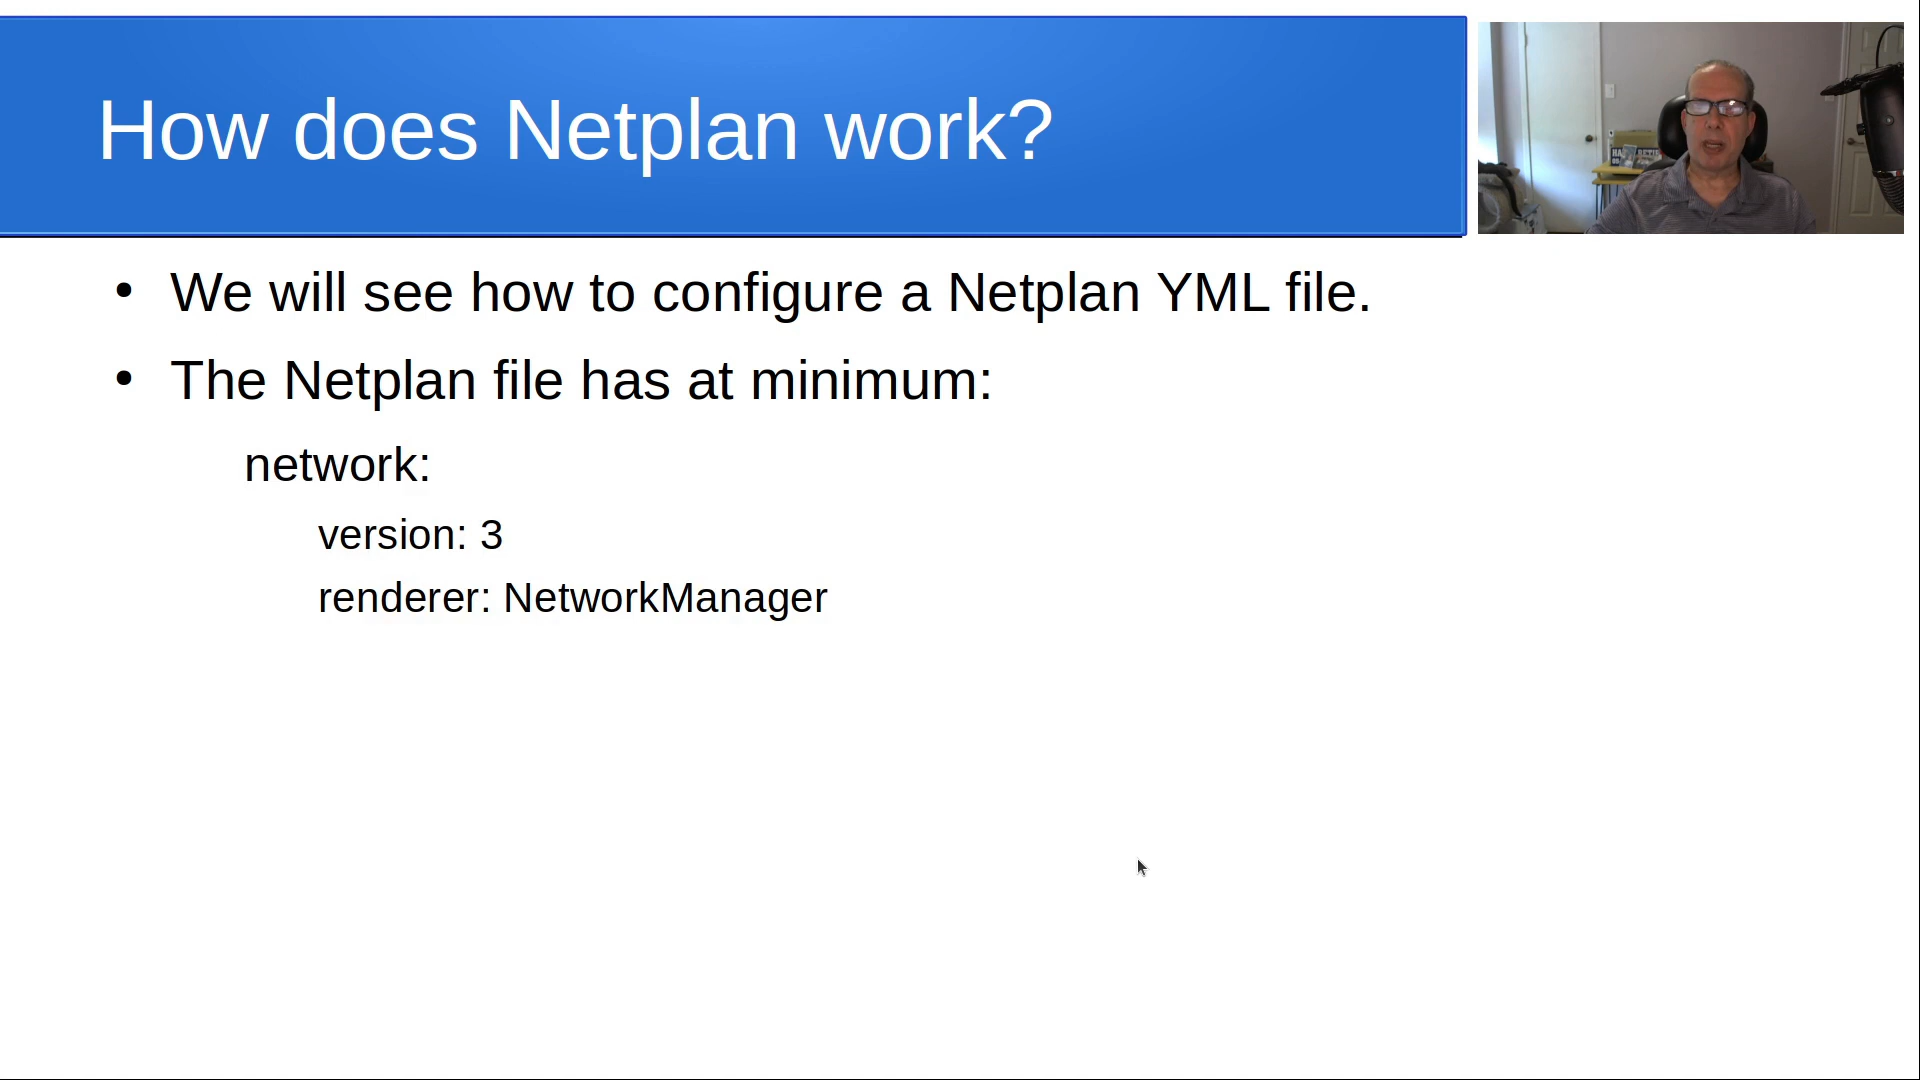 How does Netplan work?
• We will see how to configure a Netplan YML file.
• The Netplan file has at minimum:
network:
version: 3
renderer: NetworkManager